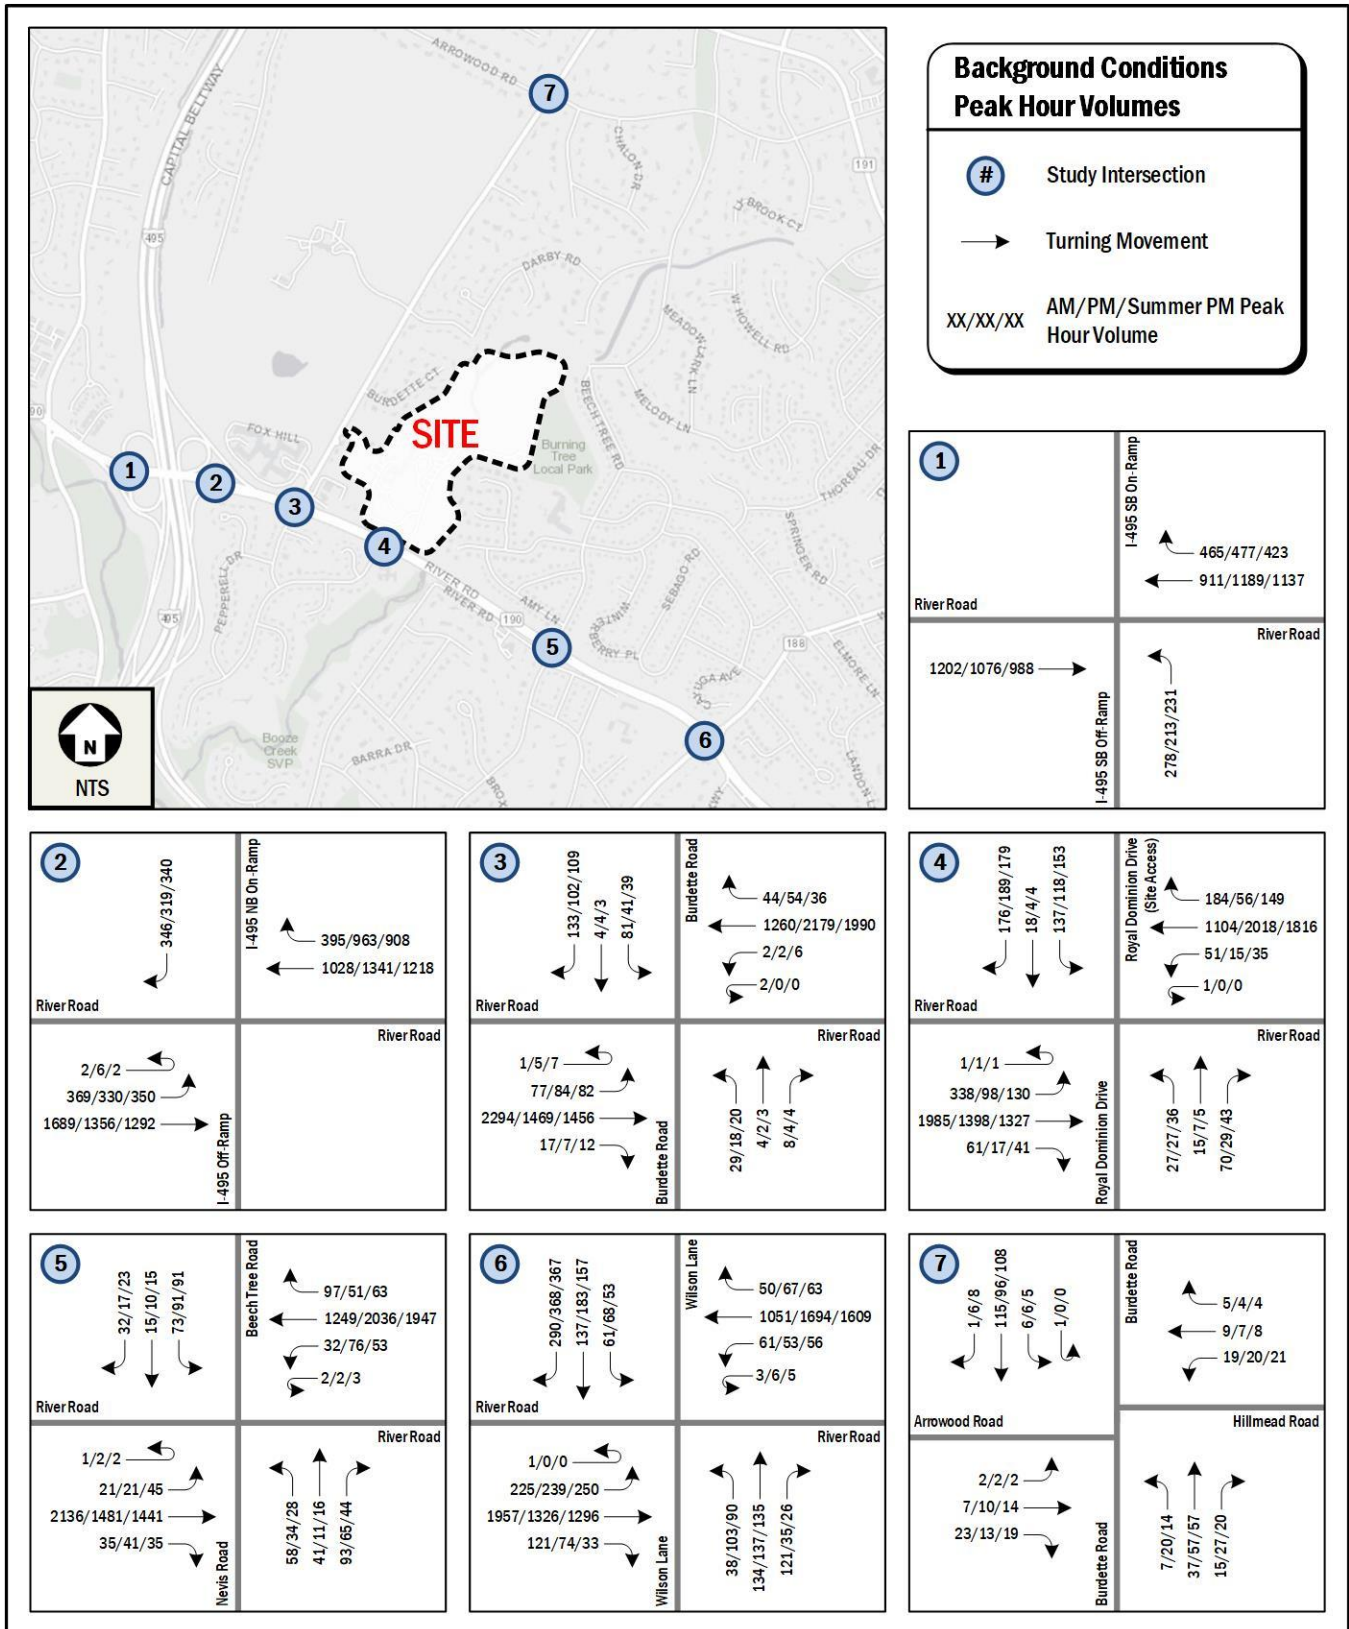 ARROWOOD RD
7
CAPITAL BELTWAY
CHALON DR
191
BROOK CT
495
DARBY RD
MEADOWLARK LN
W HOWELL RD
BURDETTE CT
BEECH TREE RD
MELODY LN
FOX HILL
SITE
Burning
Tree
Local Park
THOREAU DR
1
2
3
4
SPRINGER RD
PEPPERELL DR
RIVER RD
RIVER RD
SEBAGO RD
495
190
AMY LN
WINTER
BERRY PL
5
188
ELMORE LN
6
Booze
Creek
SVP
BARRA DR
N
NTS
Background Conditions
Peak Hour Volumes
#
Study Intersection
Turning Movement
XX/XX/XX
AM/PM/Summer PM Peak
Hour Volume
1
I-495 SB On-Ramp
465/477/423
911/1189/1137
River Road
River Road
1202/1076/988
I-495 SB Off-Ramp
278/213/231
2
346/319/340
I-495 NB On-Ramp
395/963/908
1028/1341/1218
River Road
River Road
2/6/2
369/330/350
1689/1356/1292
I-495 Off-Ramp
3
133/102/109
4/4/3
81/41/39
Burdette Road
44/54/36
1260/2179/1990
2/2/6
2/0/0
River Road
River Road
1/5/7
77/84/82
2294/1469/1456
17/7/12
Burdette Road
29/18/20
4/2/3
8/4/4
4
176/189/179
18/4/4
137/118/153
Royal Dominion Drive
(Site Access)
184/56/149
1104/2018/1816
51/15/35
1/0/0
River Road
River Road
1/1/1
338/98/130
1985/1398/1327
61/17/41
Royal Dominion Drive
27/27/36
15/7/5
70/29/43
5
32/17/23
15/10/15
73/91/91
Beech Tree Road
97/51/63
1249/2036/1947
32/76/53
2/2/3
River Road
River Road
1/2/2
21/21/45
2136/1481/1441
35/41/35
Nevis Road
58/34/28
41/11/16
93/65/44
6
290/368/367
137/183/157
61/68/53
Wilson Lane
50/67/63
1051/1694/1609
61/53/56
3/6/5
River Road
River Road
1/0/0
225/239/250
1957/1326/1296
121/74/33
Wilson Lane
38/103/90
134/137/135
121/35/26
7
1/6/8
115/96/108
6/6/5
1/0/0
Burdette Road
5/4/4
9/7/8
19/20/21
Arrowood Road
Hillmead Road
2/2/2
7/10/14
23/13/19
Burdette Road
7/20/14
37/57/57
15/27/20